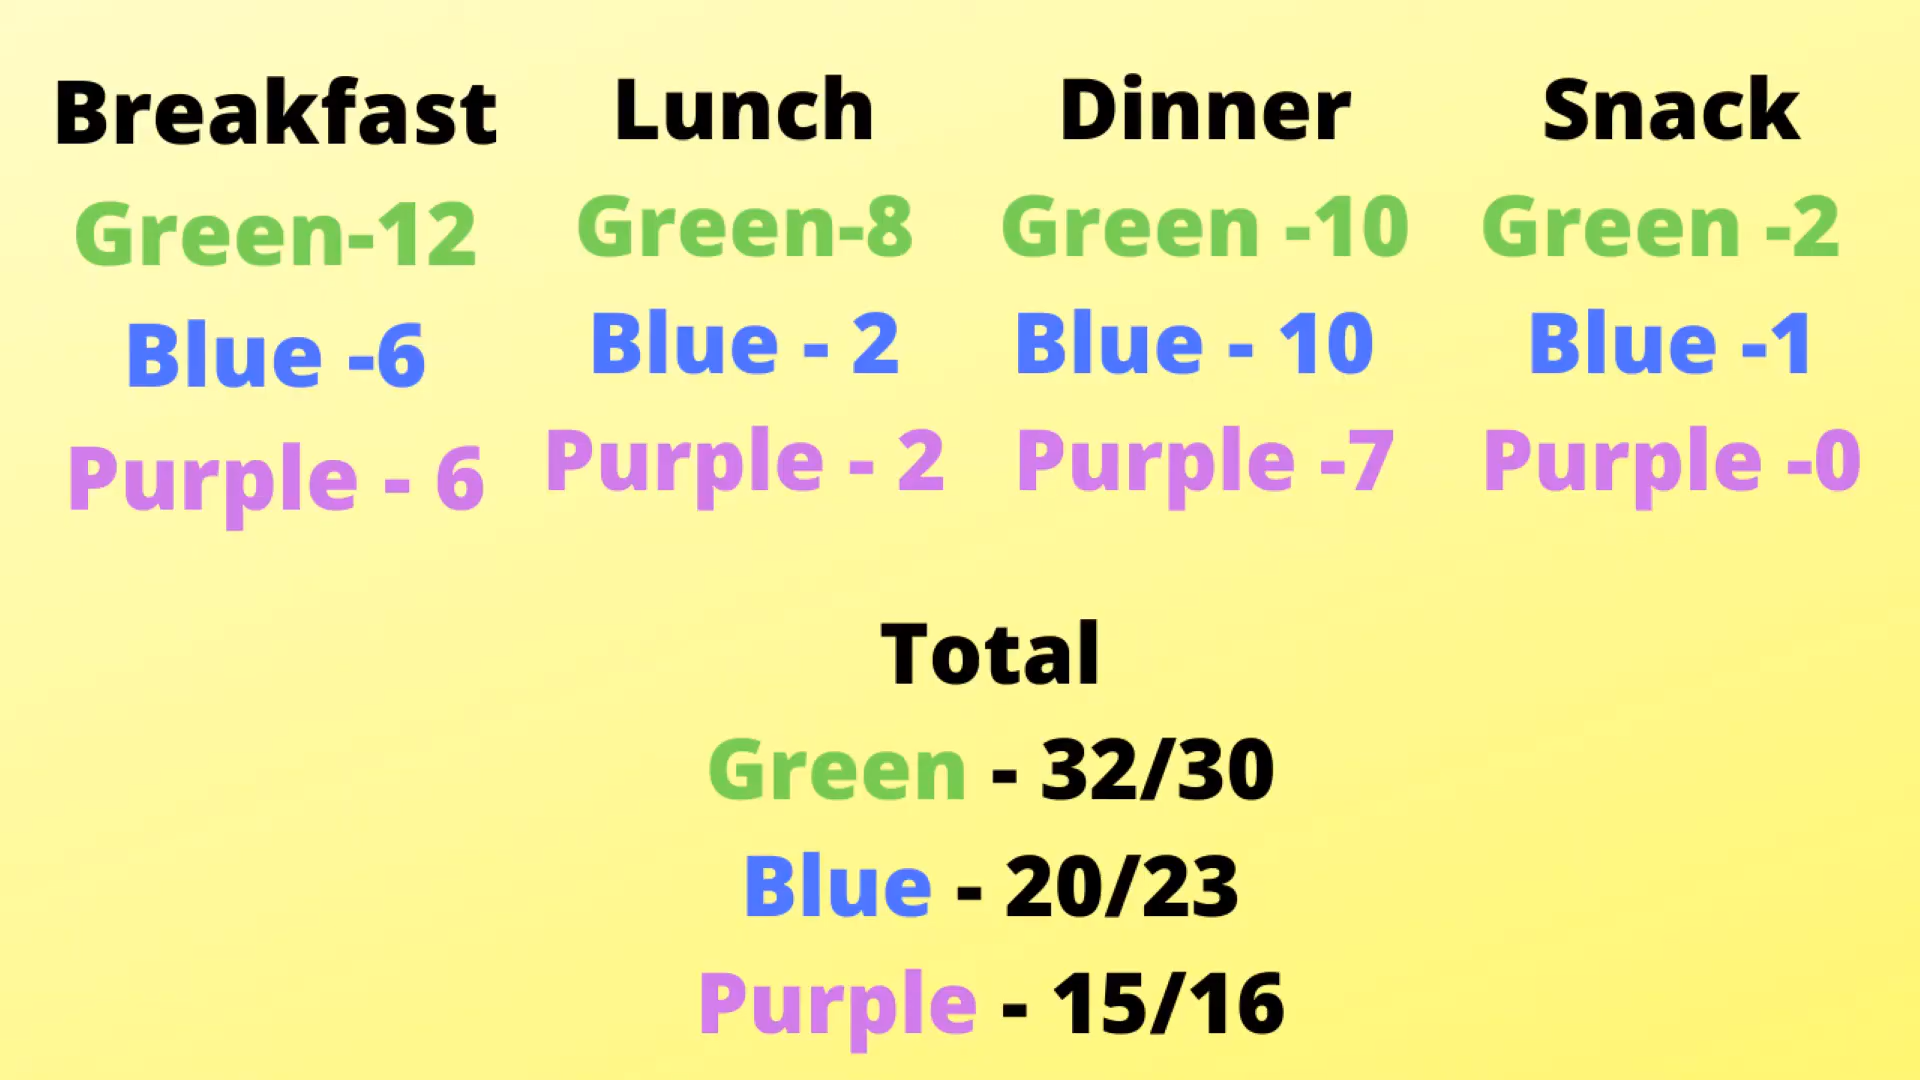 Breakfast
Green-12
Blue -6
Purple - 6
Lunch
Green-8
Blue - 2
Purple - 2
Dinner
Green -10
Blue - 10
Purple -7
Snack
Green -2
Blue -1
Purple -0
Total
Green - 32/30
Blue - 20/23
Purple - 15/16